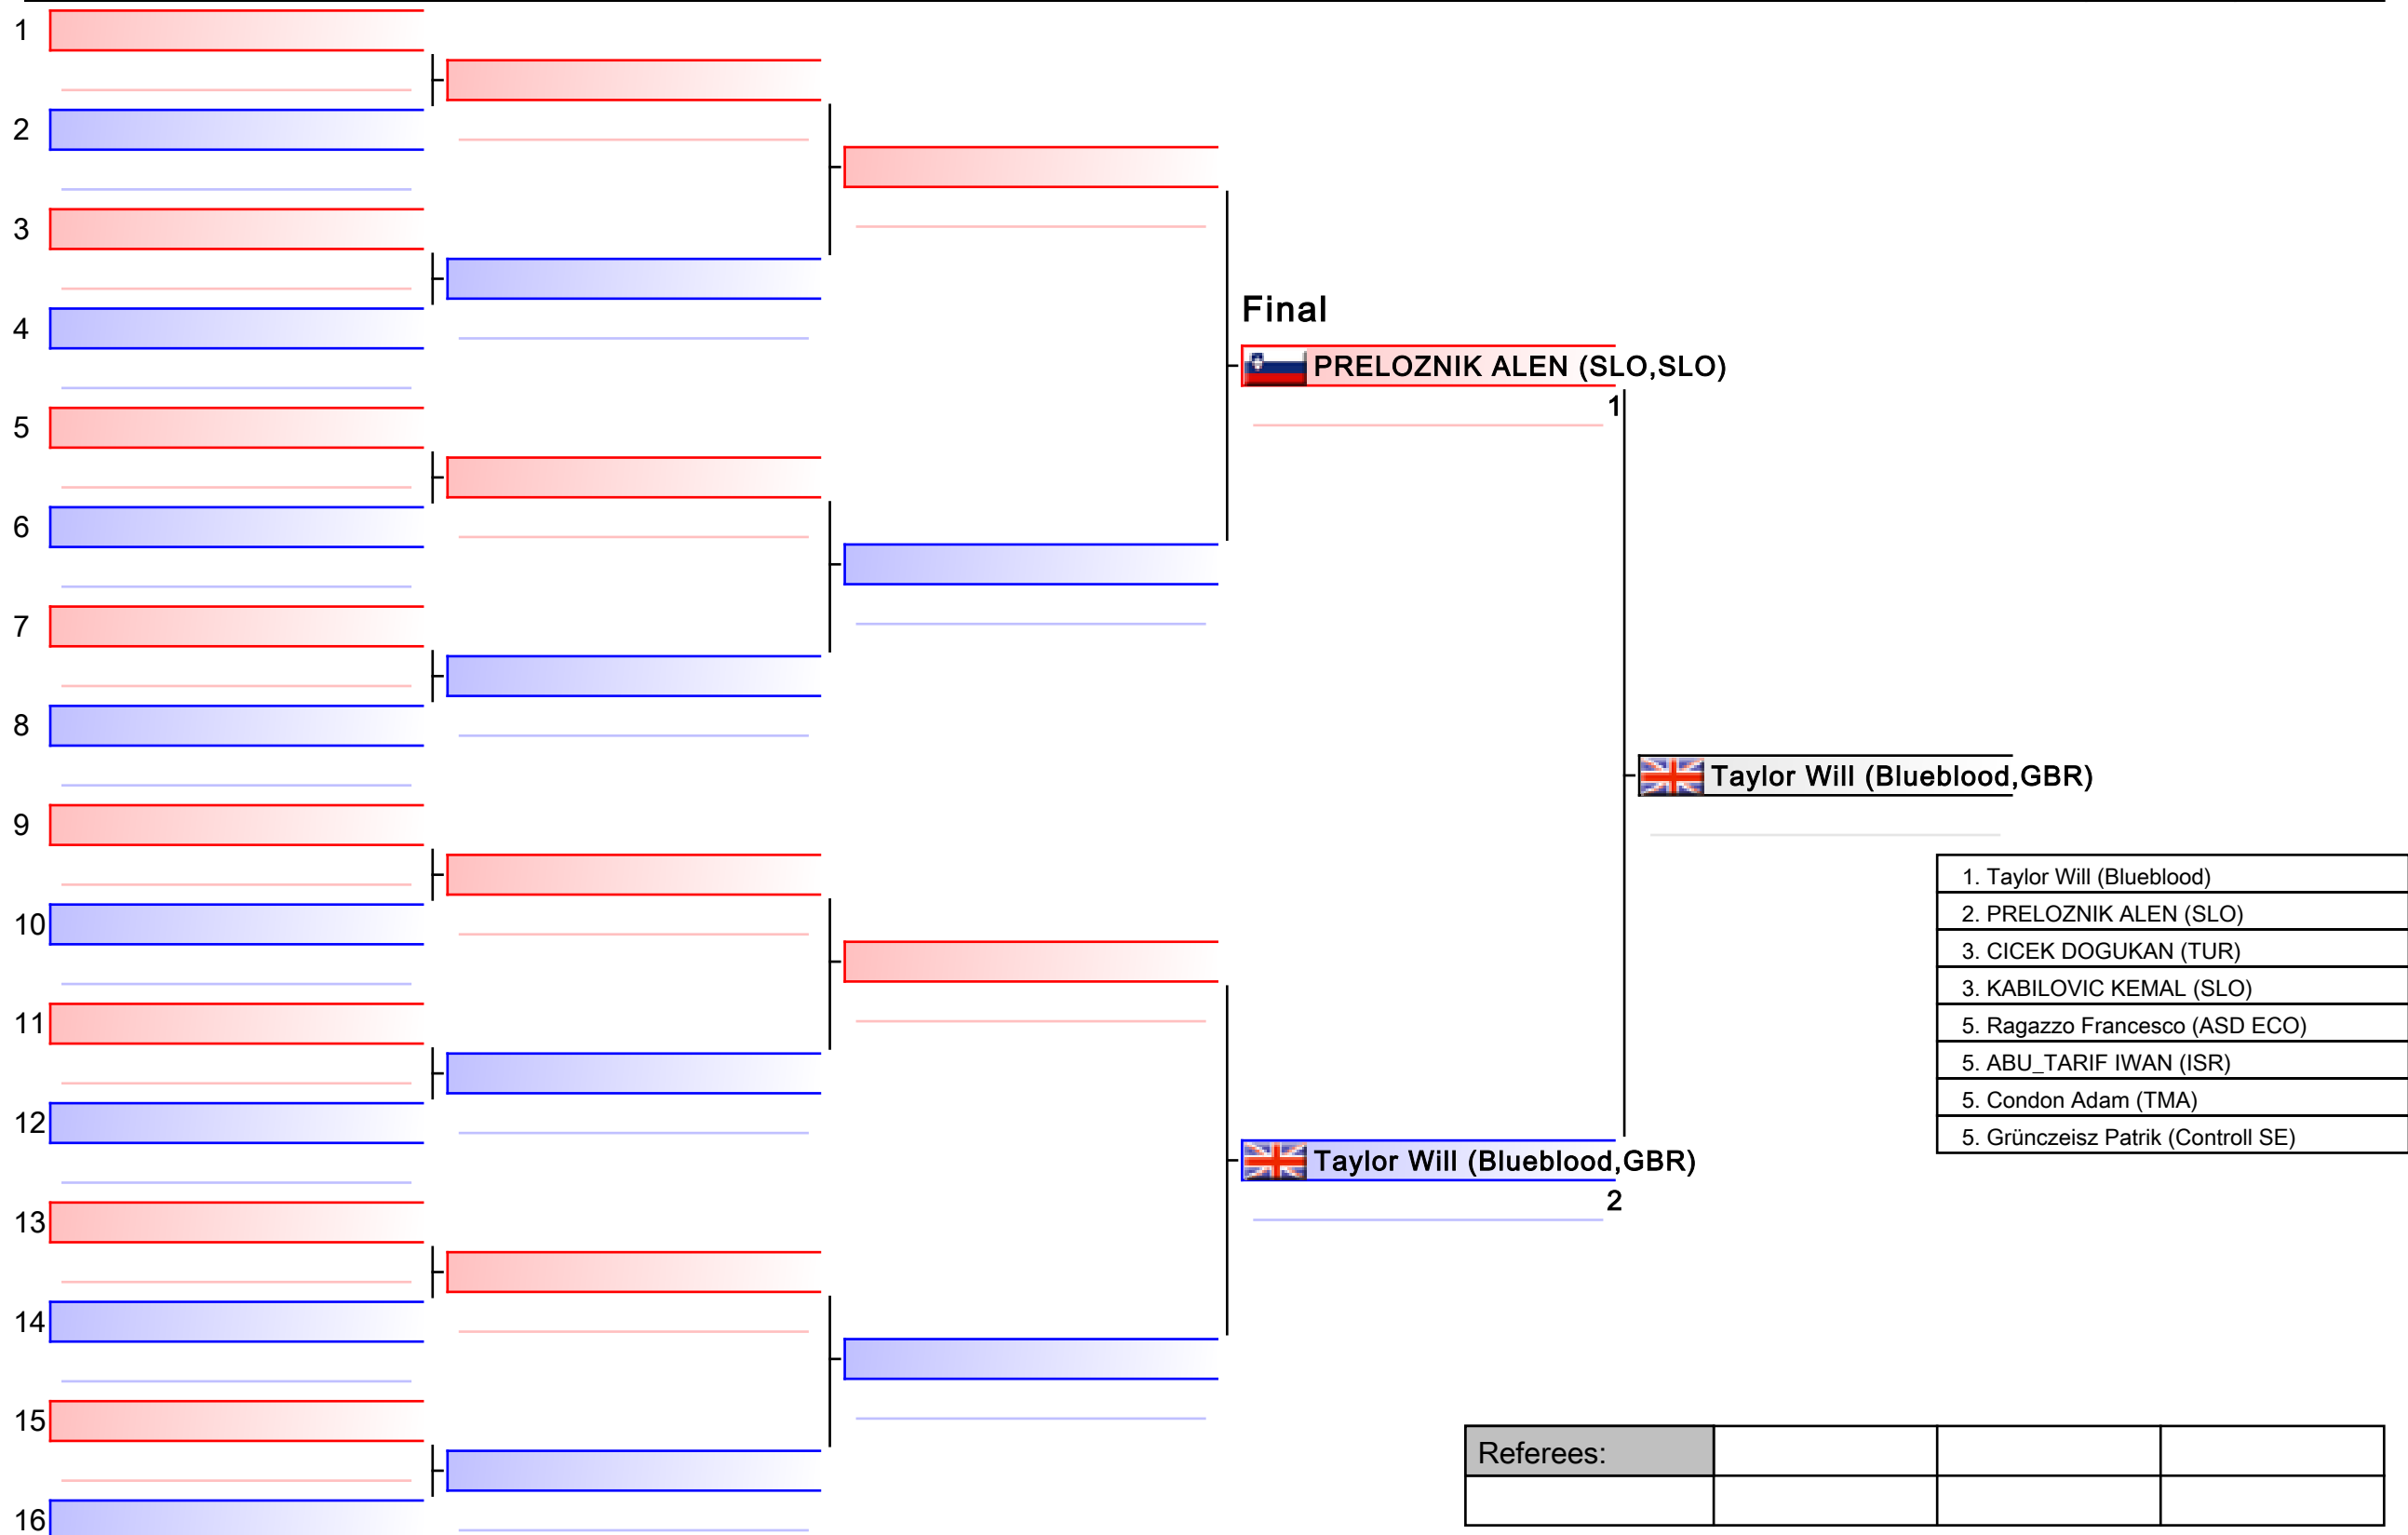 1
2
3
4
5
6
7
8
9
10
11
12
13
14
15
16
Final
PRELOZNIK ALEN (SLO,SLO)
1
Taylor Will (Blueblood,GBR)
2
Taylor Will (Blueblood,GBR)
1. Taylor Will (Blueblood)
2. PRELOZNIK ALEN (SLO)
3. CICEK DOGUKAN (TUR)
3. KABILOVIC KEMAL (SLO)
5. Ragazzo Francesco (ASD ECO)
5. ABU_TARIF IWAN (ISR)
5. Condon Adam (TMA)
5. Grünczeisz Patrik (Controll SE)
Referees: